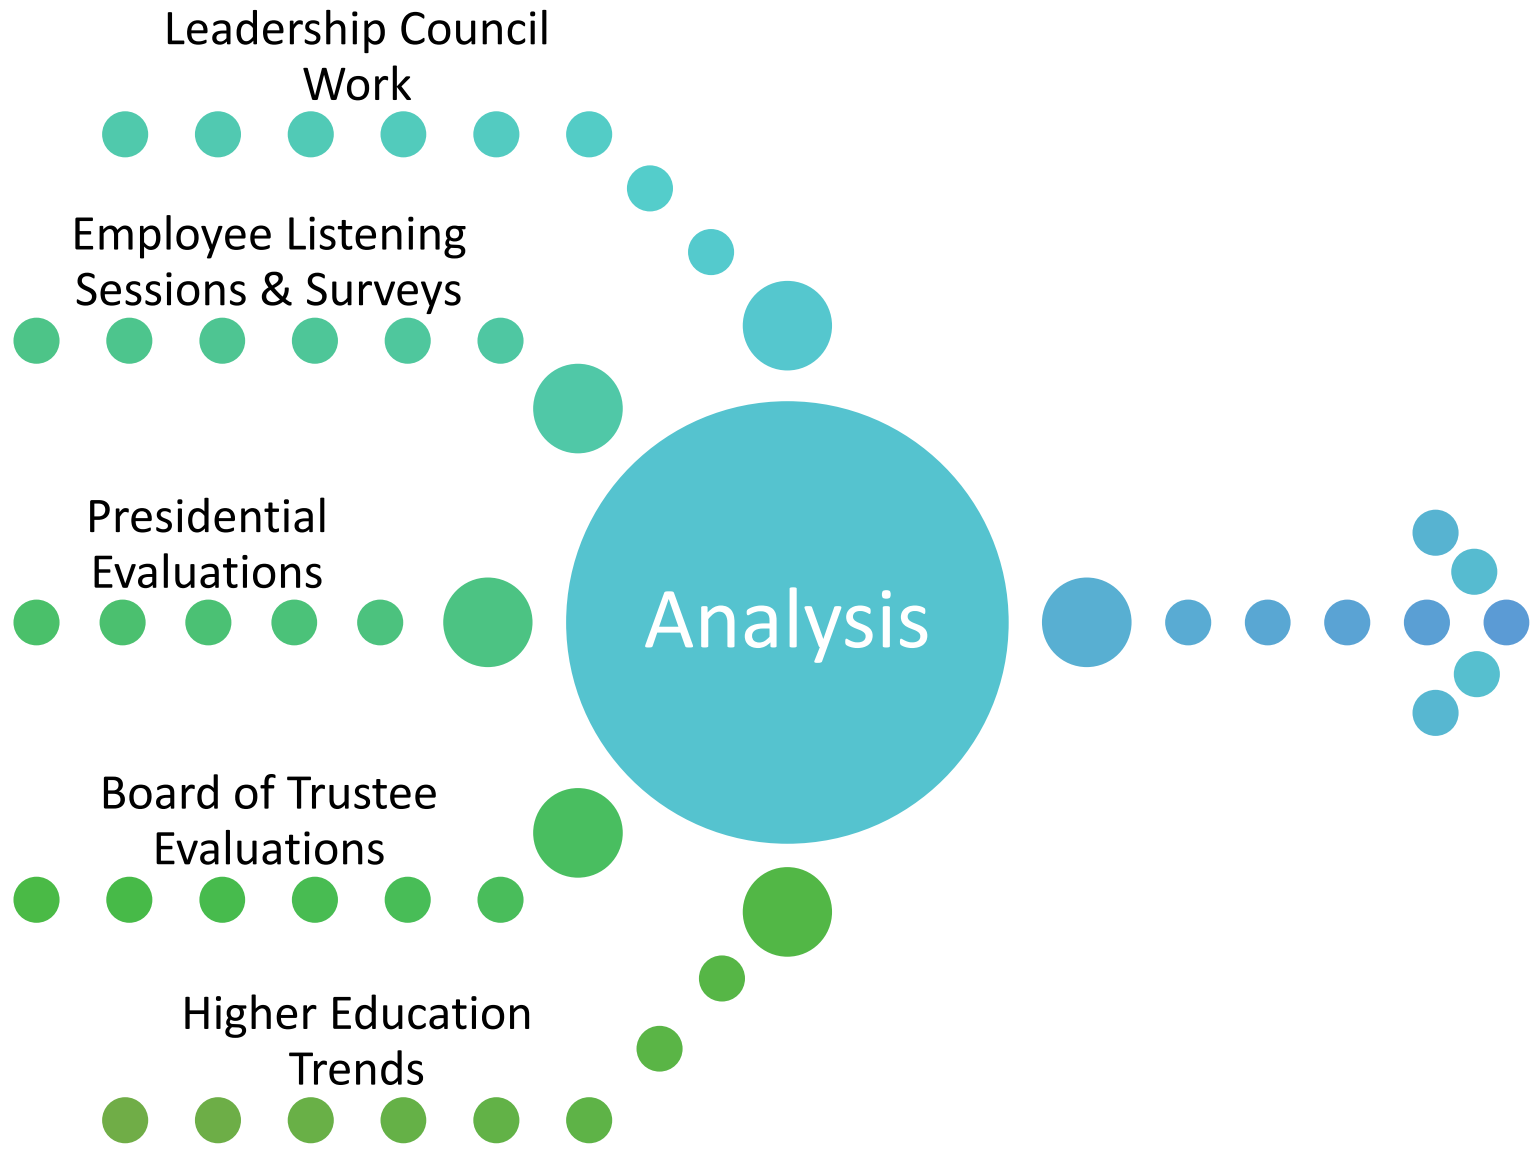 Leadership Council
Work
Employee Listening
Sessions & Surveys
Presidential
Evaluations
Analysis
Board of Trustee
Evaluations
Higher Education
Trends